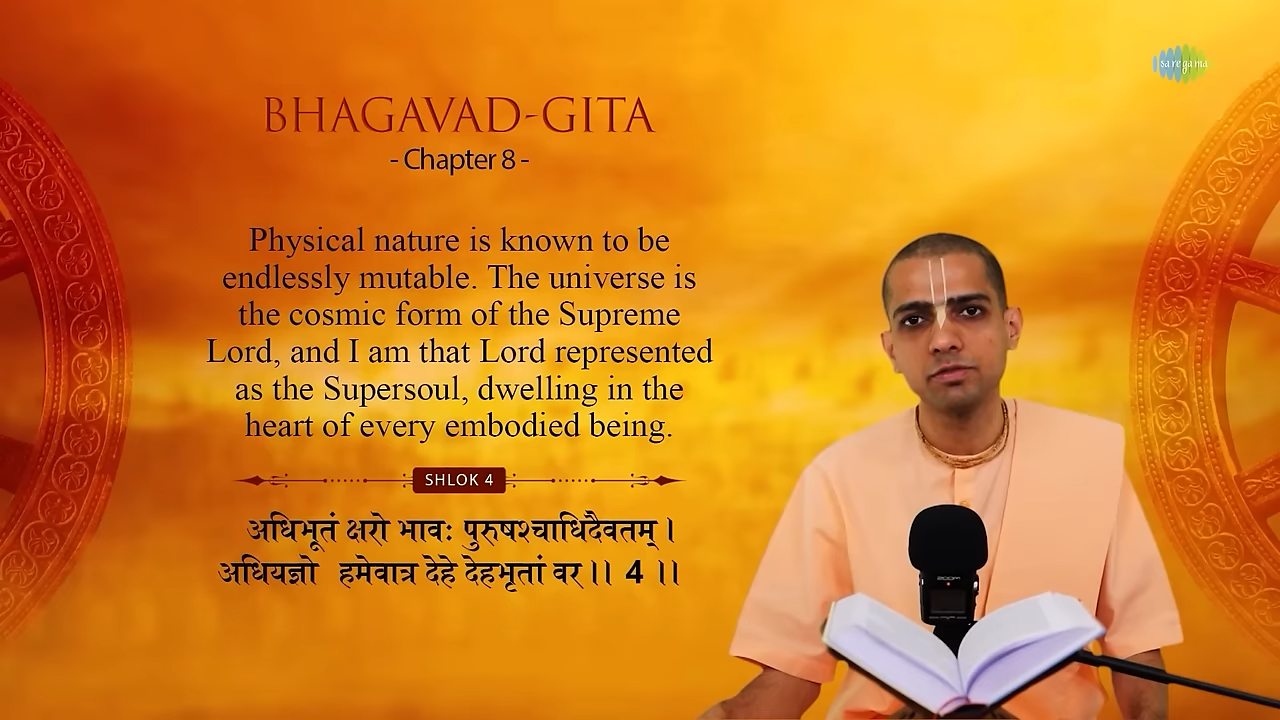 saregama
BHAGAVAD-GITA
- Chapter 8 -
Physical nature is known to be
endlessly mutable. The universe is
the cosmic form of the Supreme
Lord, and I am that Lord represented
as the Supersoul, dwelling in the
heart of every embodied being.
SHLOK 4
अधिभूतं क्षरो भावः पुरुषश्चाधिदैवतम् ।
अधियज्ञो हमेवात्र देहे देहभृतां वर।। 4 ।।
zoom